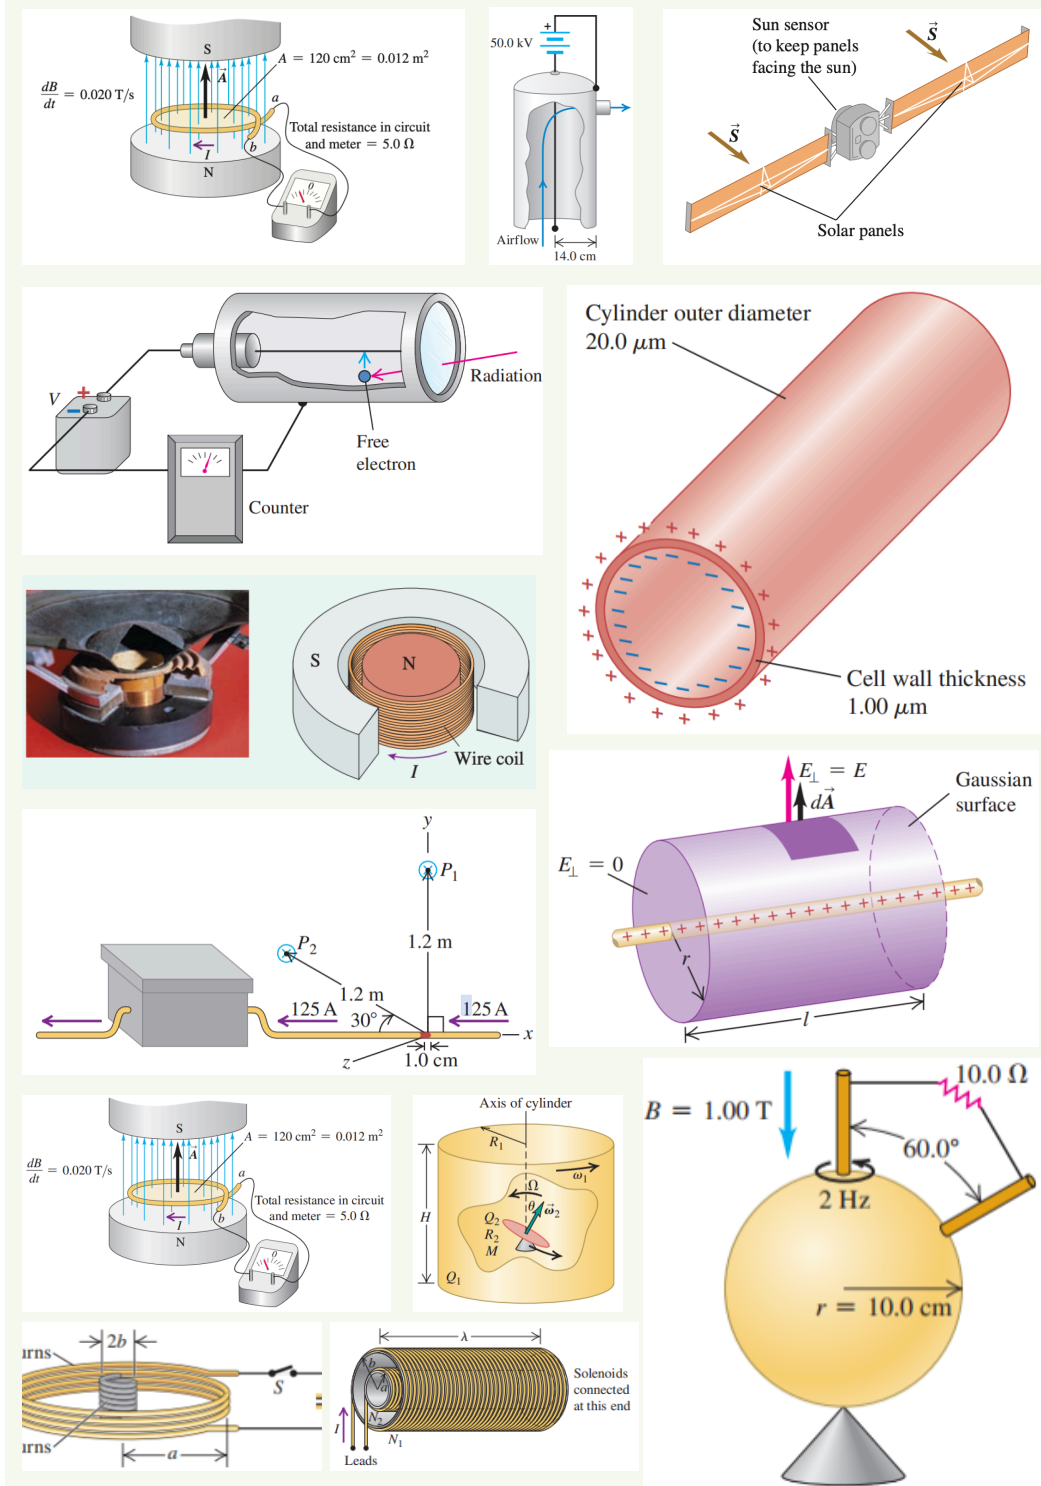 S
A = 120 cm² = 0.012 m²
A⃗
dB/dt = 0.020 T/s
a
Total resistance in circuit
and meter = 5.0 Ω
b
I
N
0
50.0 kV
+
Airflow
14.0 cm
Sun sensor
(to keep panels
facing the sun)
S⃗
S⃗
Solar panels
V
+
−
Radiation
Free
electron
Counter
Cylinder outer diameter
20.0 μm
Cell wall thickness
1.00 μm
S
N
Wire coil
I
E⊥ = E
dA⃗
Gaussian
surface
E⊥ = 0
r
l
y
P₁
P₂
1.2 m
1.2 m
125 A
30°
125 A
x
z
1.0 cm
S
A = 120 cm² = 0.012 m²
A⃗
dB/dt = 0.020 T/s
a
Total resistance in circuit
and meter = 5.0 Ω
b
I
N
0
Axis of cylinder
R₁
ω₁
Ω
θ
ω⃗₂
H
Q₂
R₂
M
Q₁
B = 1.00 T
10.0 Ω
60.0°
2 Hz
r = 10.0 cm
2b
urns
S
urns
a
λ
b
a
Solenoids
connected
at this end
N₂
I
N₁
Leads